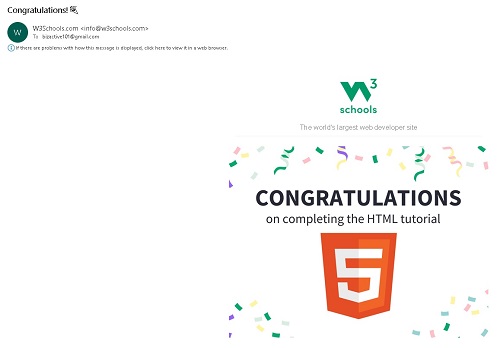 Congratulations!
W
W3Schools.com <info@w3schools.com>
To bipactive101@gmail.com
If there are problems with how this message is displayed, click here to view it in a web browser.
W3
schools
The world's largest web developer site
CONGRATULATIONS
on completing the HTML tutorial
5